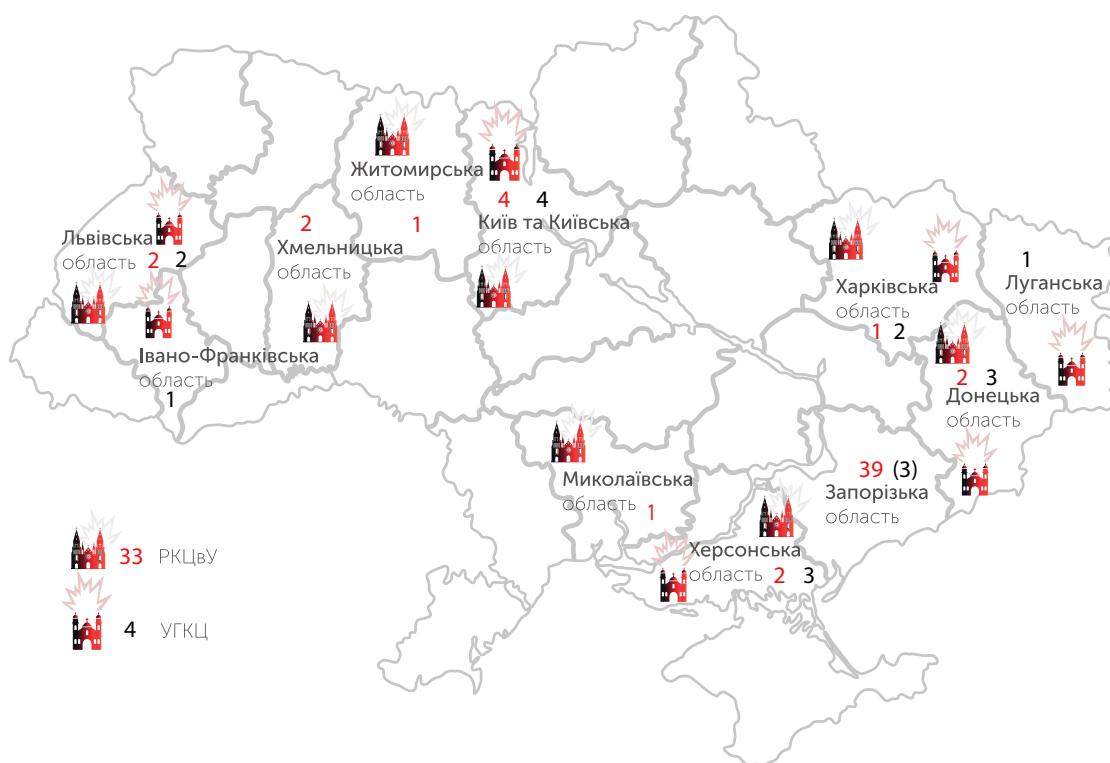 Житомирська
область
1
4 4
Київ та Київська
область
Львівська
область 2 2
2
Хмельницька
область
Івано-Франківська
область
1
Харківська
область
1 2
1
Луганська
область
2 3
Донецька
область
39 (3)
Запорізька
область
Миколаївська
область 1
Херсонська
область 2 3
33 РКЦвУ
4 УГКЦ